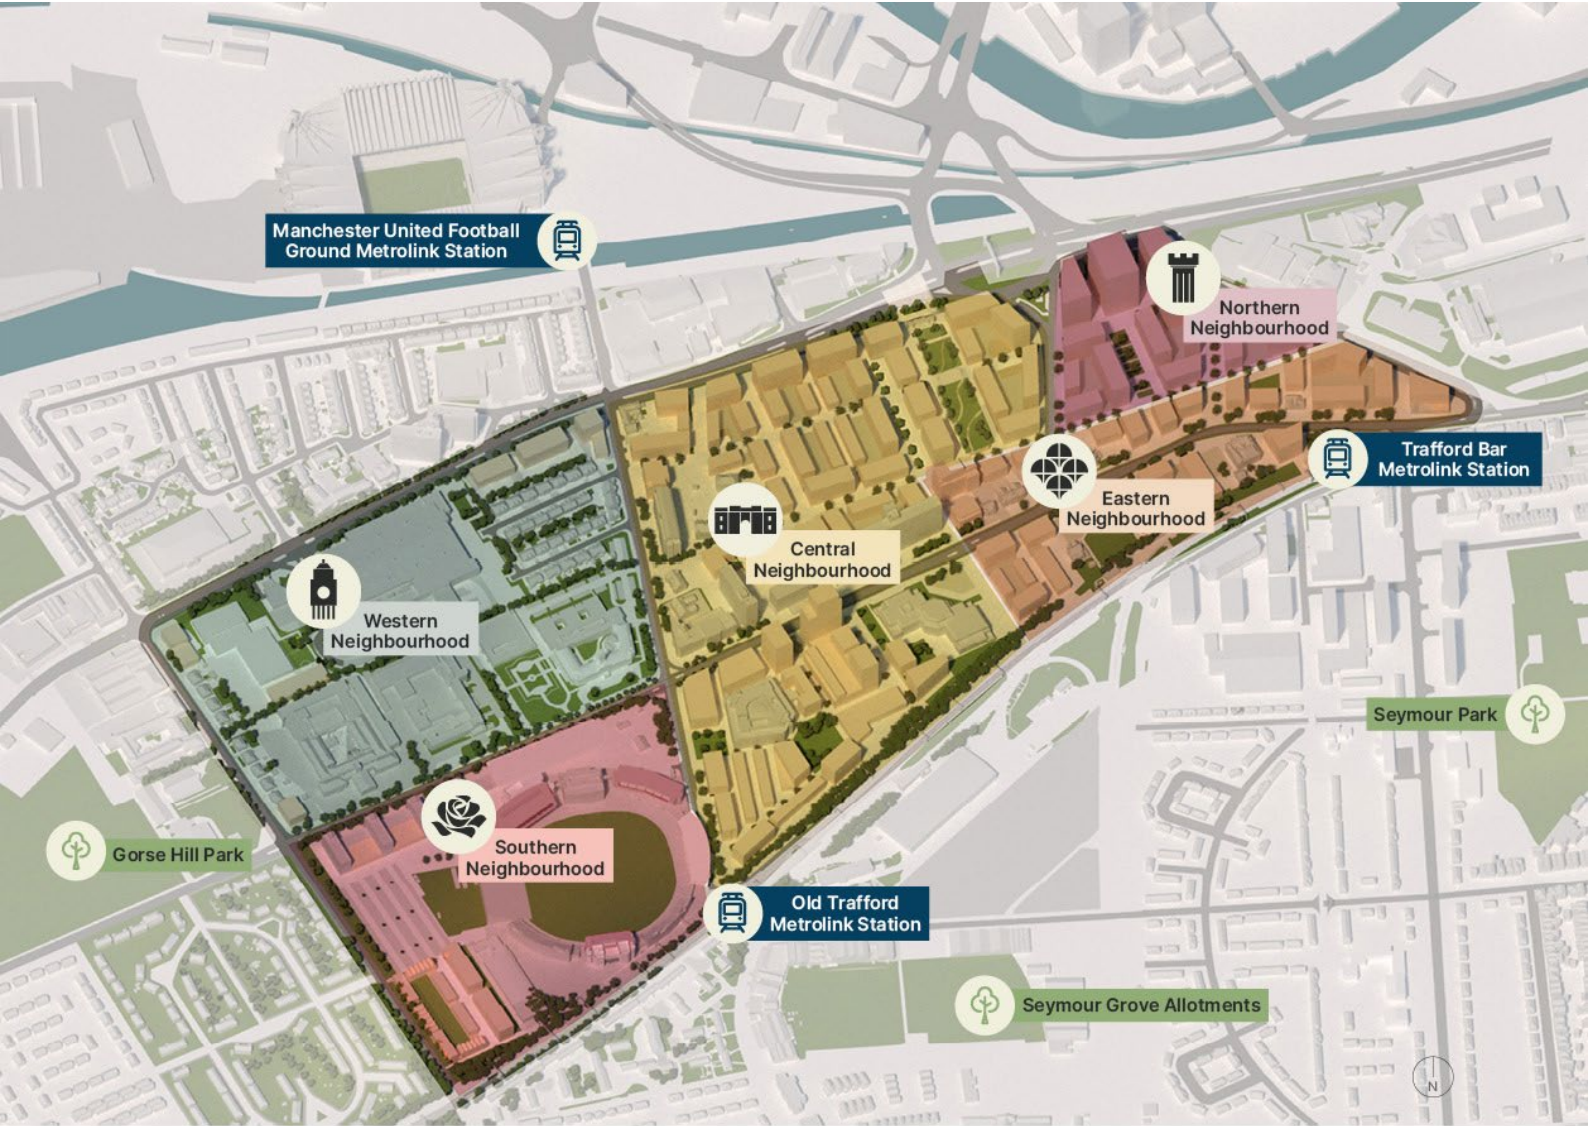 Manchester United Football
Ground Metrolink Station
Northern
Neighbourhood
Trafford Bar
Metrolink Station
Eastern
Neighbourhood
Central
Neighbourhood
Western
Neighbourhood
Seymour Park
Gorse Hill Park
Southern
Neighbourhood
Old Trafford
Metrolink Station
Seymour Grove Allotments
N